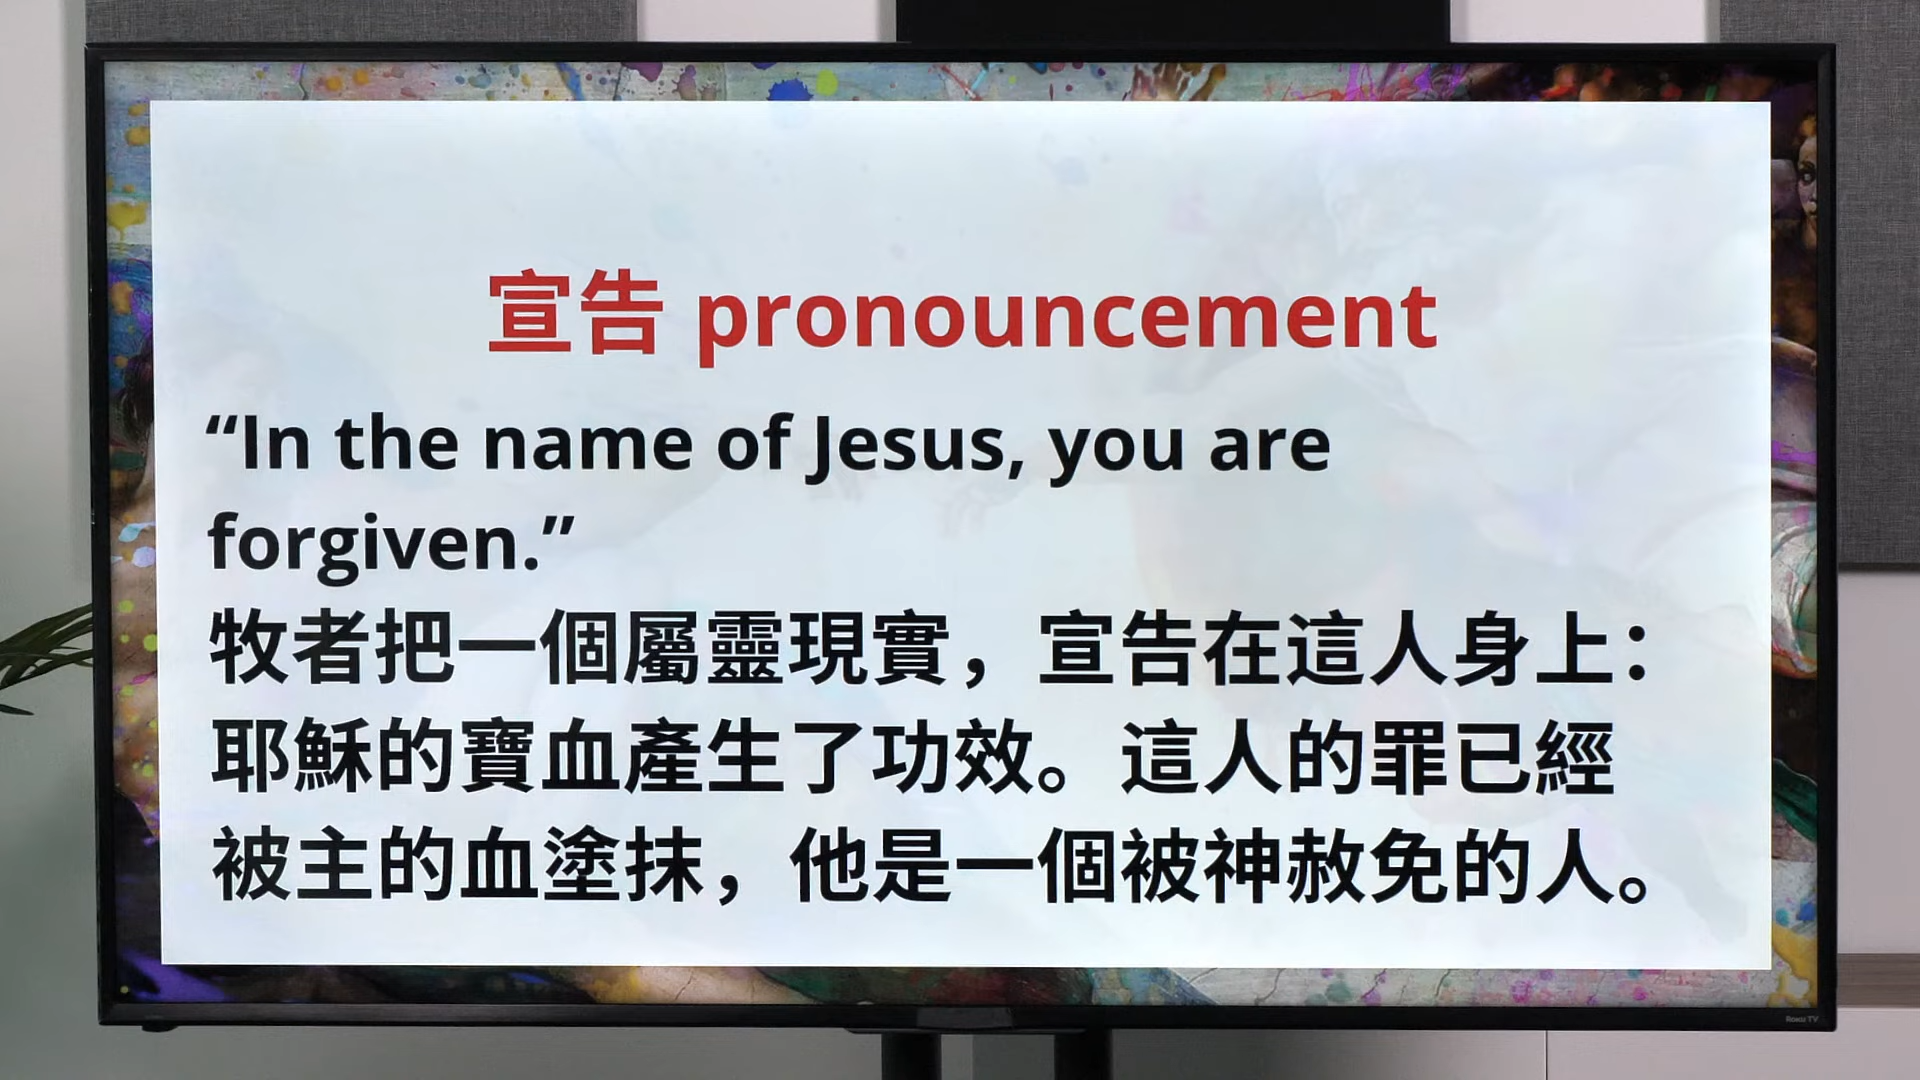 宣告 pronouncement
“In the name of Jesus, you are
forgiven.”
牧者把一個屬靈現實，宣告在這人身上：
耶穌的寶血產生了功效。這人的罪已經
被主的血塗抹，他是一個被神赦免的人。
Roku TV